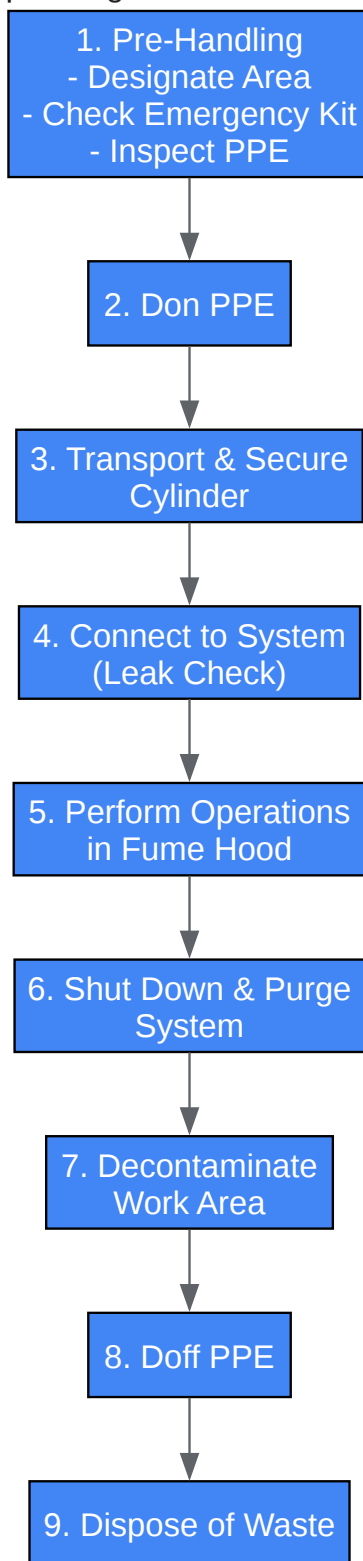 1. Pre-Handling
- Designate Area
- Check Emergency Kit
- Inspect PPE
2. Don PPE
3. Transport & Secure
Cylinder
4. Connect to System
(Leak Check)
5. Perform Operations
in Fume Hood
6. Shut Down & Purge
System
7. Decontaminate
Work Area
8. Doff PPE
9. Dispose of Waste